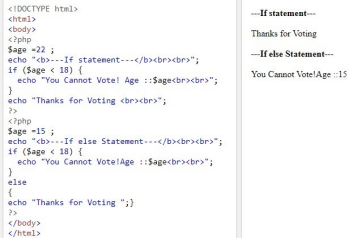 <!DOCTYPE html>
<html>
<body>
<?php
$age =22 ;
echo "<b>---If statement---</b><br><br>";
if ($age < 18) {
  echo "You Cannot Vote! Age ::$age<br><br>";
}
echo "Thanks for Voting <br><br>";
?>
<?php
$age =15 ;
echo "<b>---If else Statement---</b><br><br>";
if ($age < 18) {
  echo "You Cannot Vote!Age ::$age<br><br>";
}
else
{
echo "Thanks for Voting ";}
?>
</body>
</html>
---If statement---
Thanks for Voting
---If else Statement---
You Cannot Vote!Age ::15